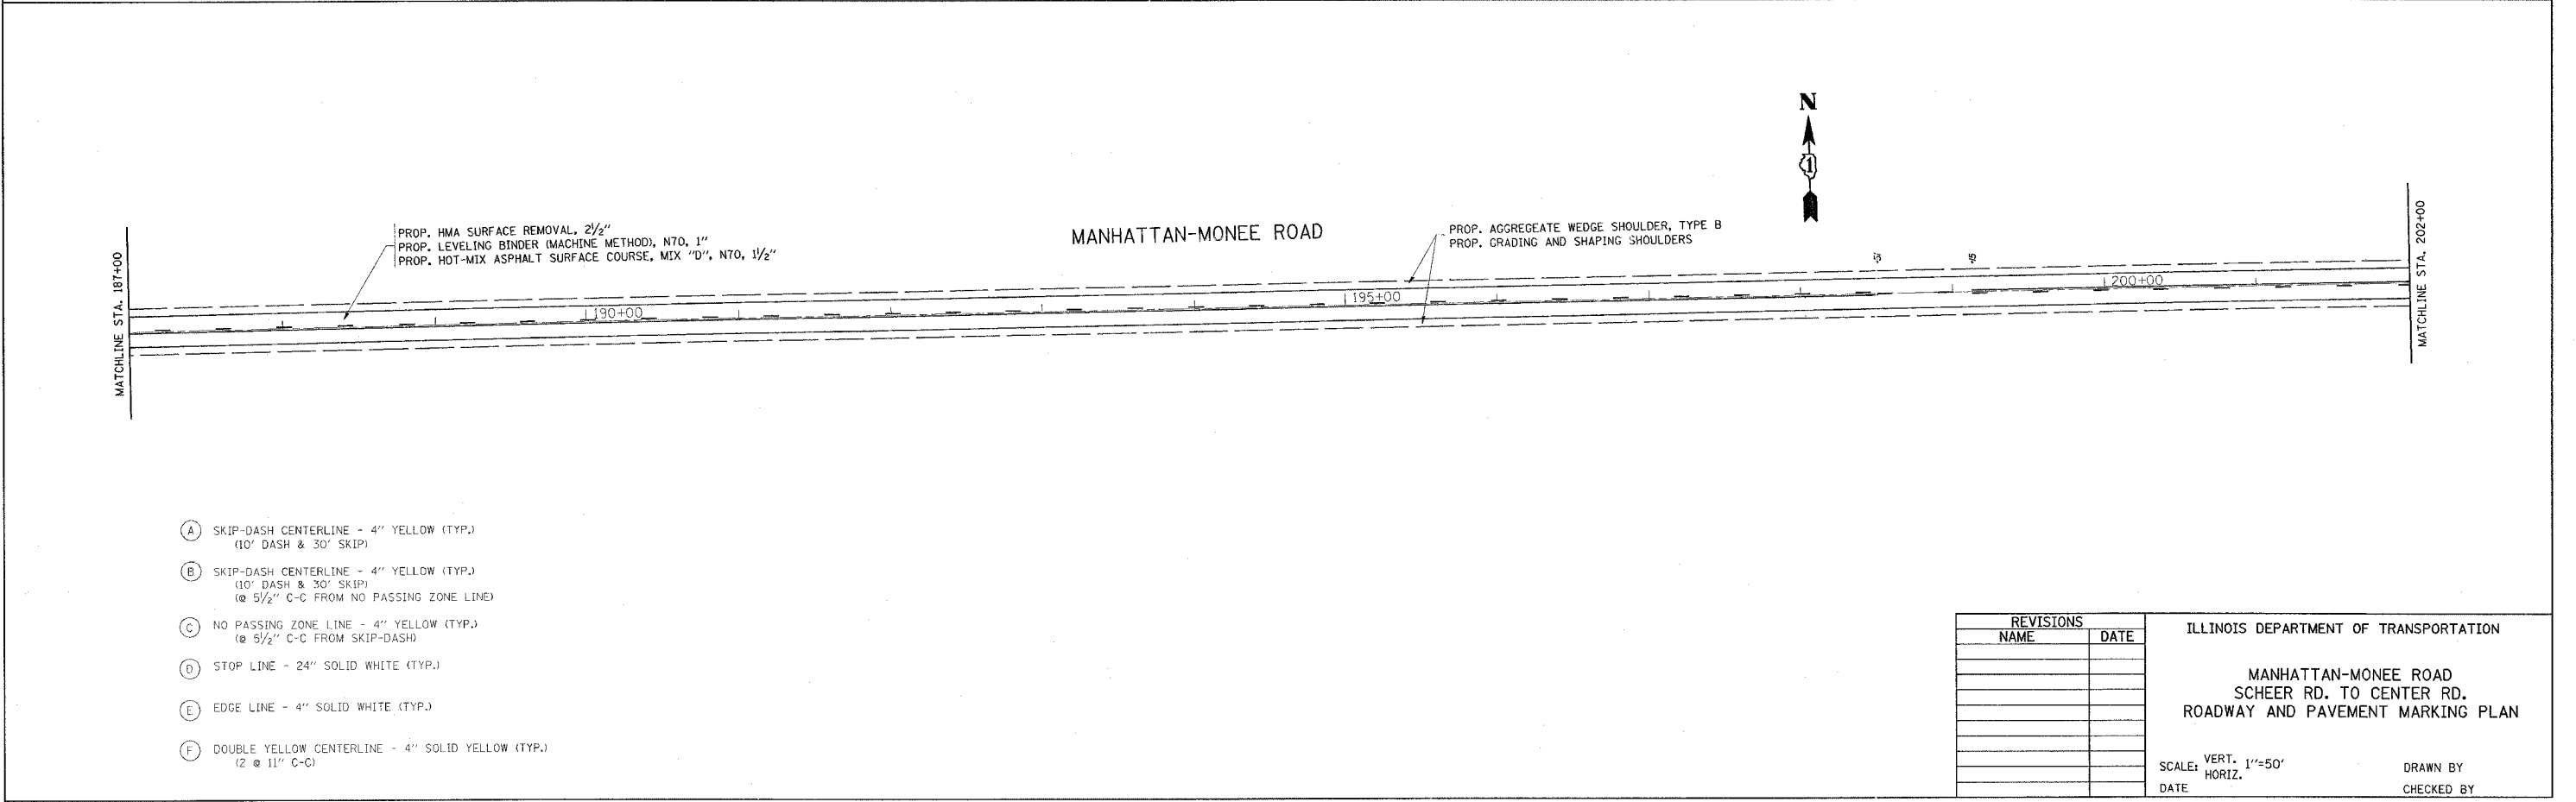 N
1
PROP. HMA SURFACE REMOVAL, 2½"
PROP. LEVELING BINDER (MACHINE METHOD), N70, 1"
PROP. HOT-MIX ASPHALT SURFACE COURSE, MIX "D", N70, 1½"
MANHATTAN-MONEE ROAD
PROP. AGGREGEATE WEDGE SHOULDER, TYPE B
PROP. GRADING AND SHAPING SHOULDERS
MATCHLINE STA. 187+00
190+00
195+00
200+00
MATCHLINE STA. 202+00
A SKIP-DASH CENTERLINE - 4" YELLOW (TYP.)
(10' DASH & 30' SKIP)
B SKIP-DASH CENTERLINE - 4" YELLOW (TYP.)
(10' DASH & 30' SKIP)
(@ 5½" C-C FROM NO PASSING ZONE LINE)
C NO PASSING ZONE LINE - 4" YELLOW (TYP.)
(@ 5½" C-C FROM SKIP-DASH)
D STOP LINE - 24" SOLID WHITE (TYP.)
E EDGE LINE - 4" SOLID WHITE (TYP.)
F DOUBLE YELLOW CENTERLINE - 4" SOLID YELLOW (TYP.)
(2 @ 11" C-C)
REVISIONS
NAME DATE
ILLINOIS DEPARTMENT OF TRANSPORTATION
MANHATTAN-MONEE ROAD
SCHEER RD. TO CENTER RD.
ROADWAY AND PAVEMENT MARKING PLAN
SCALE: VERT. 1"=50'
HORIZ.
DRAWN BY
DATE
CHECKED BY